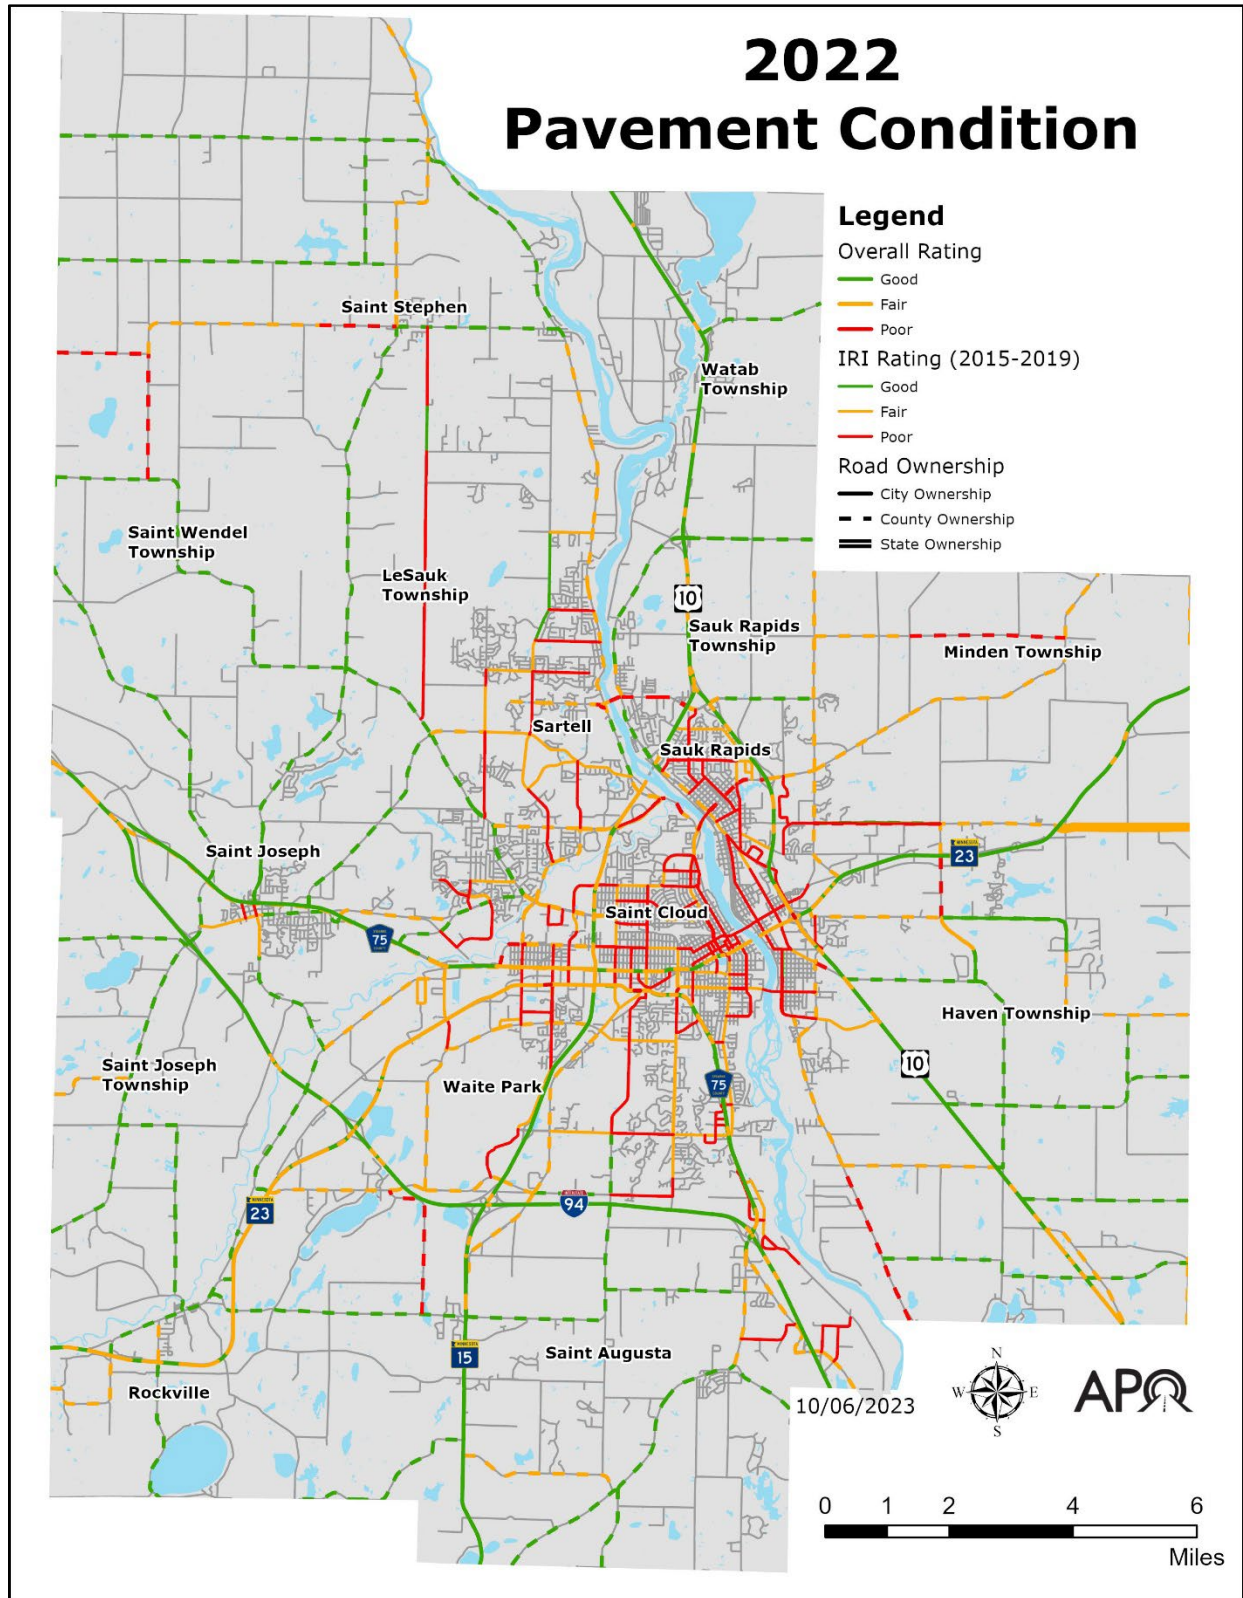 2022
Pavement Condition
Legend
Overall Rating
Good
Fair
Poor
IRI Rating (2015-2019)
Good
Fair
Poor
Road Ownership
City Ownership
County Ownership
State Ownership
Saint Stephen
Watab
Township
Saint Wendel
Township
LeSauk
Township
10
Sauk Rapids
Township
Minden Township
Sartell
Sauk Rapids
Saint Joseph
23
Saint Cloud
75
Haven Township
Saint Joseph
Township
10
Waite Park
75
23
94
15
Saint Augusta
Rockville
10/06/2023
N
W
E
S
APO
0 1 2 4 6
Miles